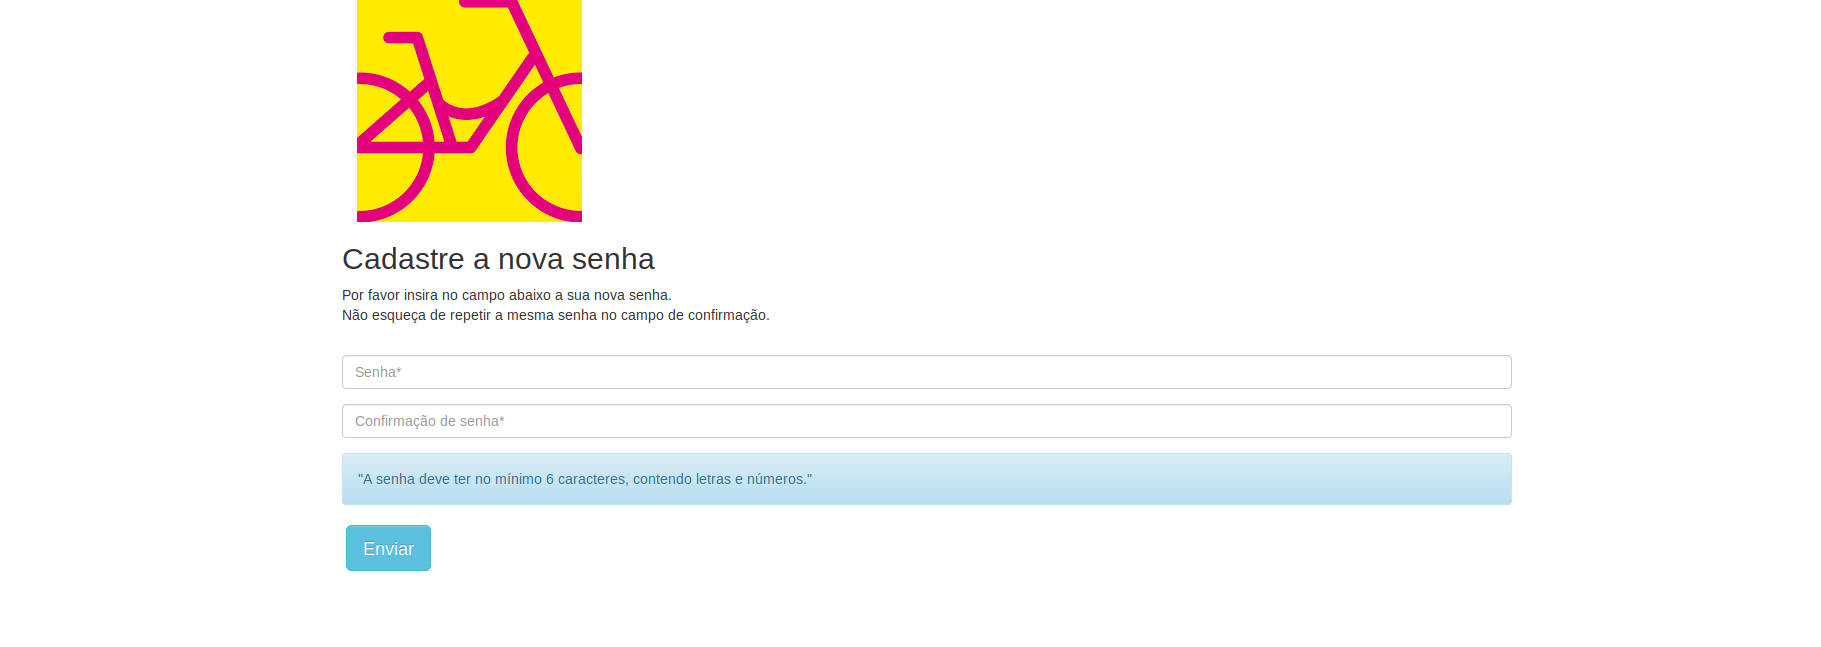 Cadastre a nova senha
Por favor insira no campo abaixo a sua nova senha.
Não esqueça de repetir a mesma senha no campo de confirmação.
Senha*
Confirmação de senha*
"A senha deve ter no mínimo 6 caracteres, contendo letras e números."
Enviar